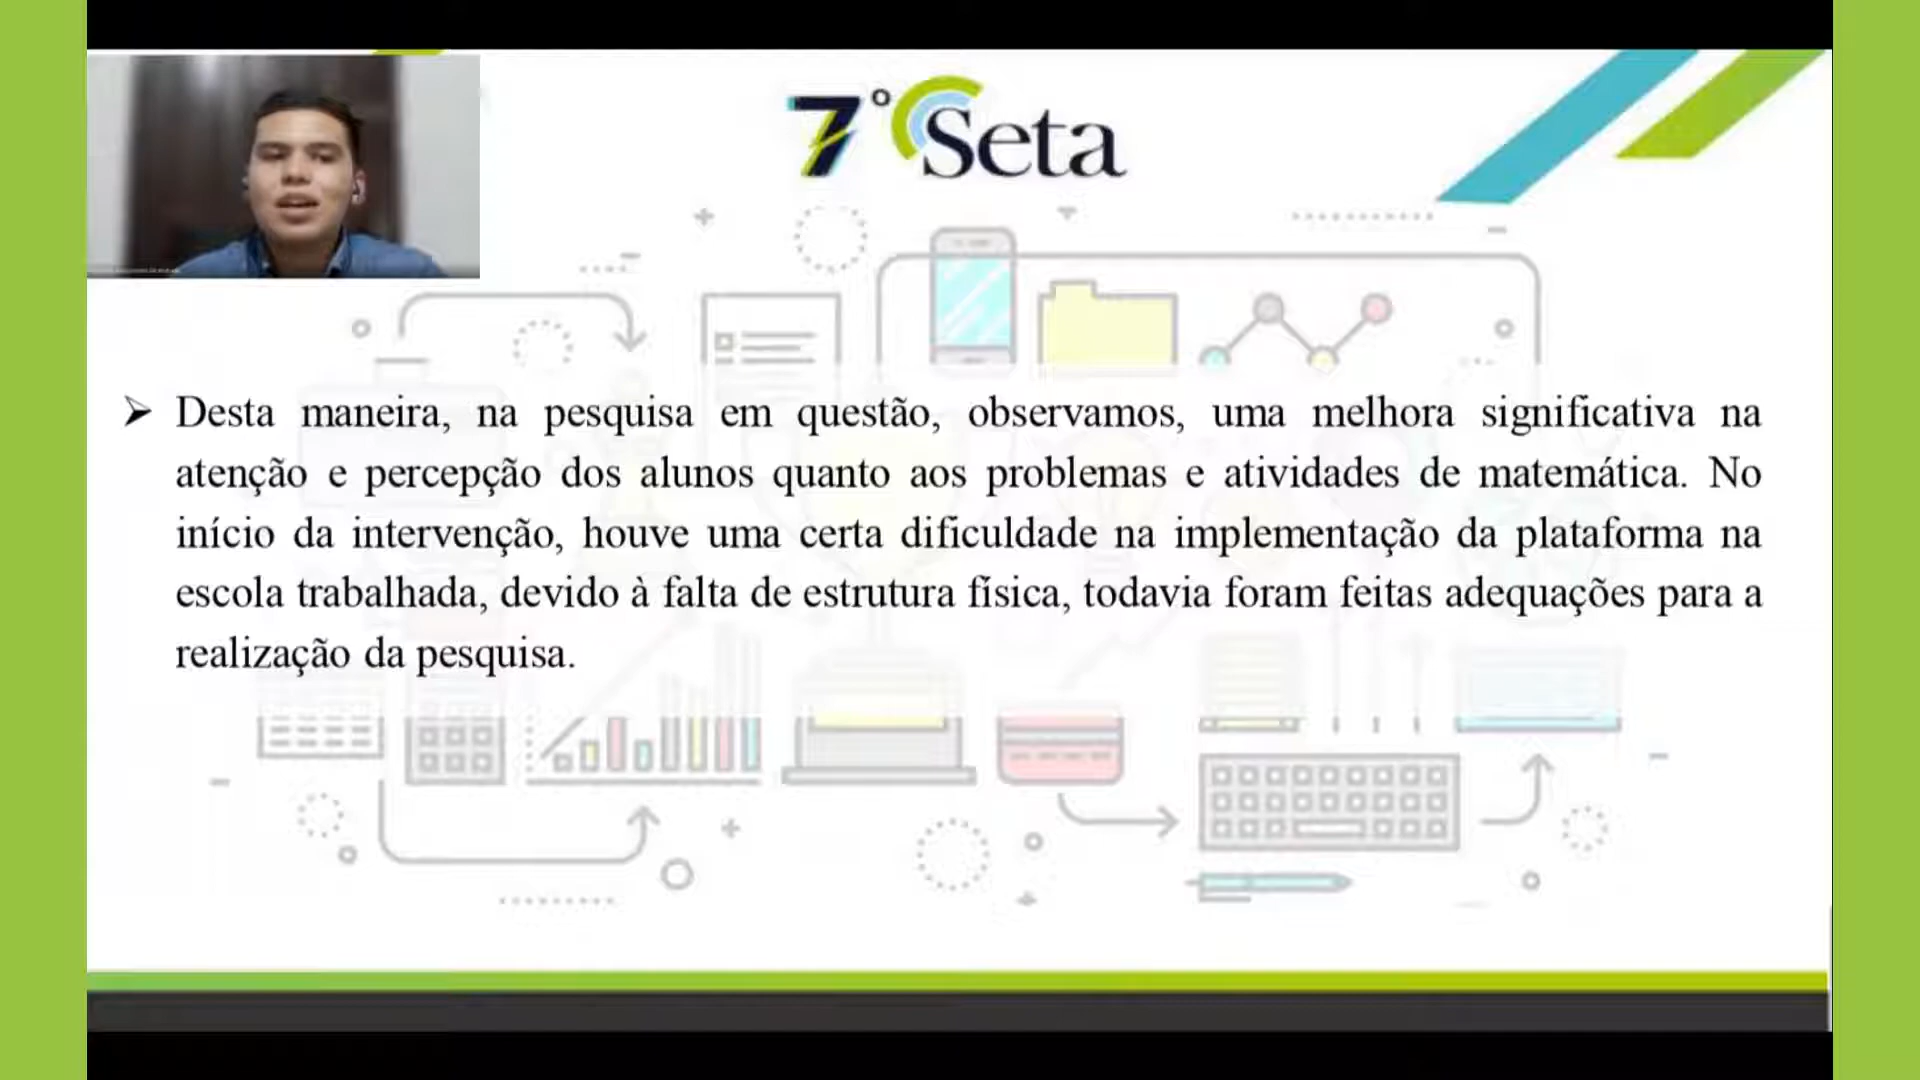 7° Seta
Desta maneira, na pesquisa em questão, observamos, uma melhora significativa na
atenção e percepção dos alunos quanto aos problemas e atividades de matemática. No
início da intervenção, houve uma certa dificuldade na implementação da plataforma na
escola trabalhada, devido à falta de estrutura física, todavia foram feitas adequações para a
realização da pesquisa.